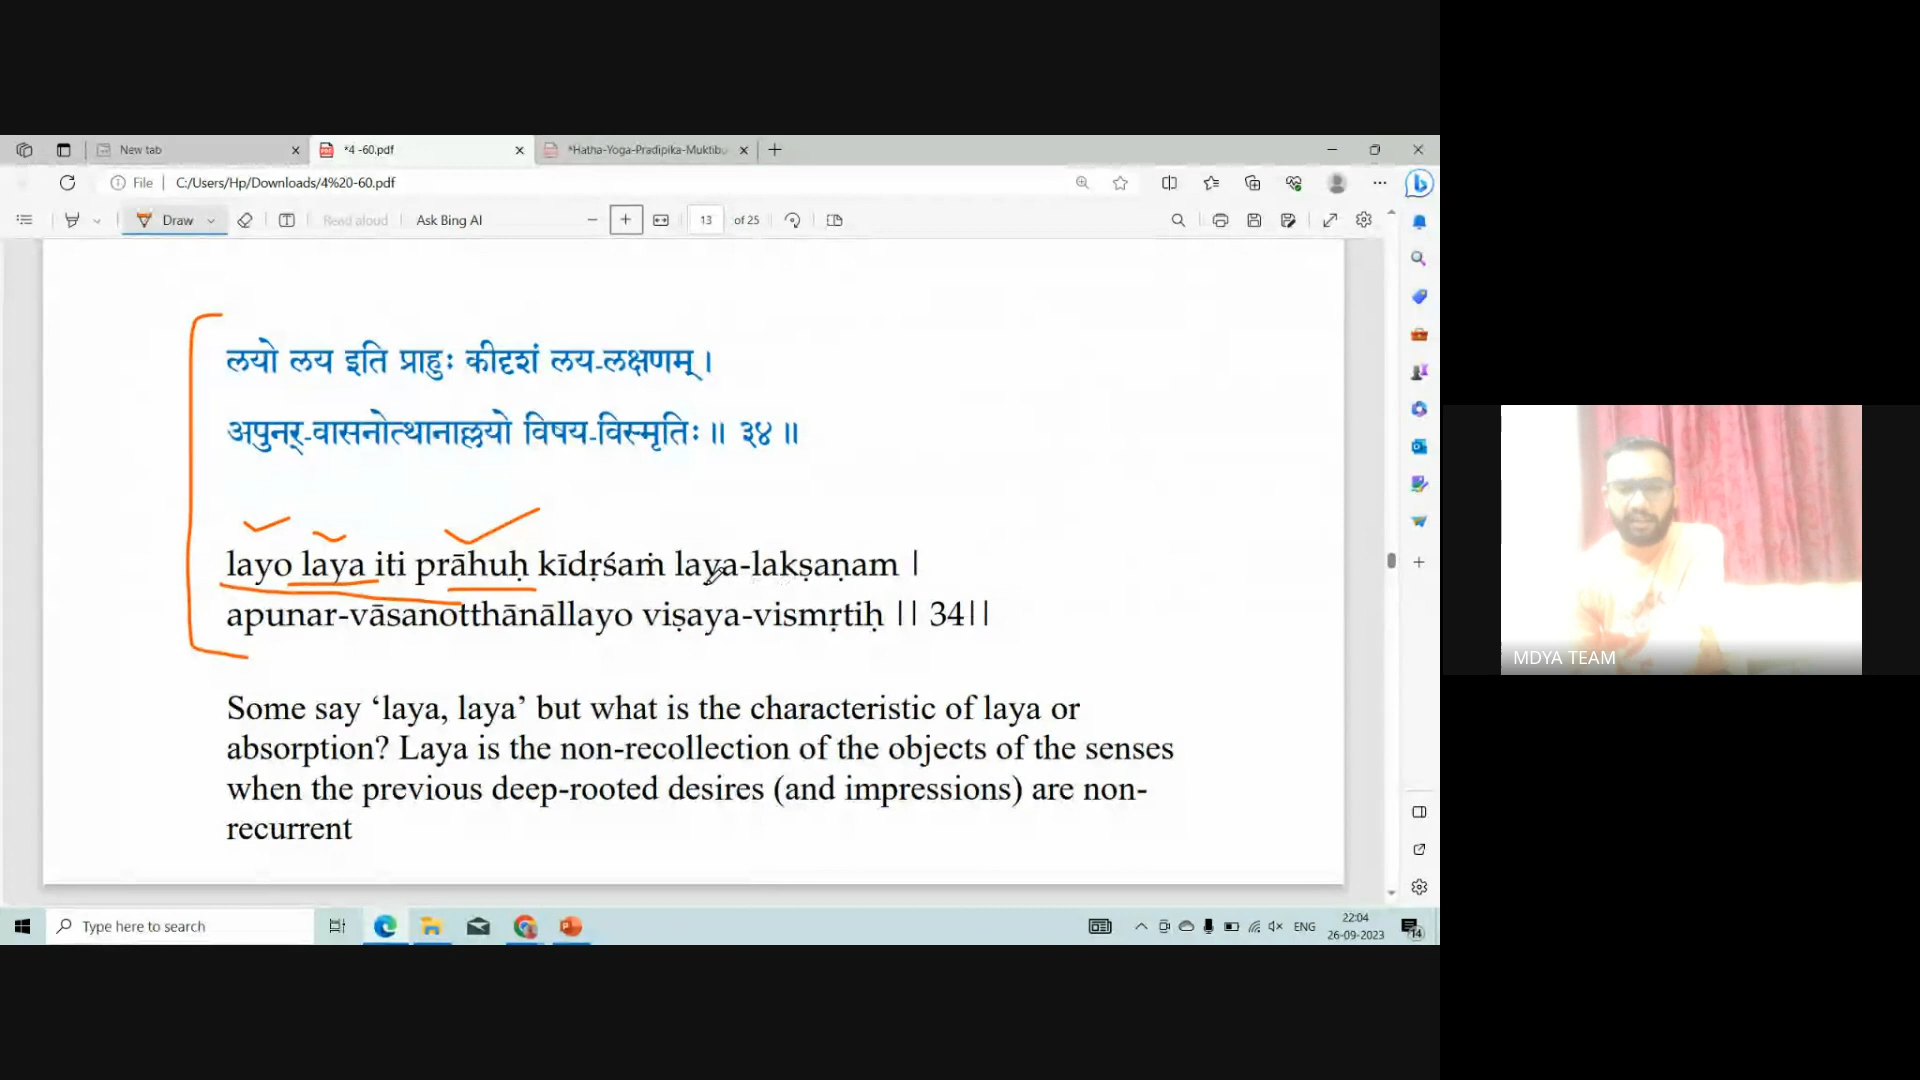 New tab
*4 -60.pdf
*Hatha-Yoga-Pradipika-Muktibu
File
C:/Users/Hp/Downloads/4%20-60.pdf
Draw
Read aloud
Ask Bing AI
13
of 25
लयो लय इति प्राहुः कीदृशं लय-लक्षणम् ।
अपुनर्-वासनोत्थानाल्लयो विषय-विस्मृतिः ॥ ३४ ॥
layo laya iti prāhuḥ kīdṛśaṁ laya-lakṣaṇam |
apunar-vāsanotthānāllayo viṣaya-vismṛtiḥ || 34||
Some say ‘laya, laya’ but what is the characteristic of laya or
absorption? Laya is the non-recollection of the objects of the senses
when the previous deep-rooted desires (and impressions) are non-
recurrent
MDYA TEAM
Type here to search
ENG
22:04
26-09-2023
14